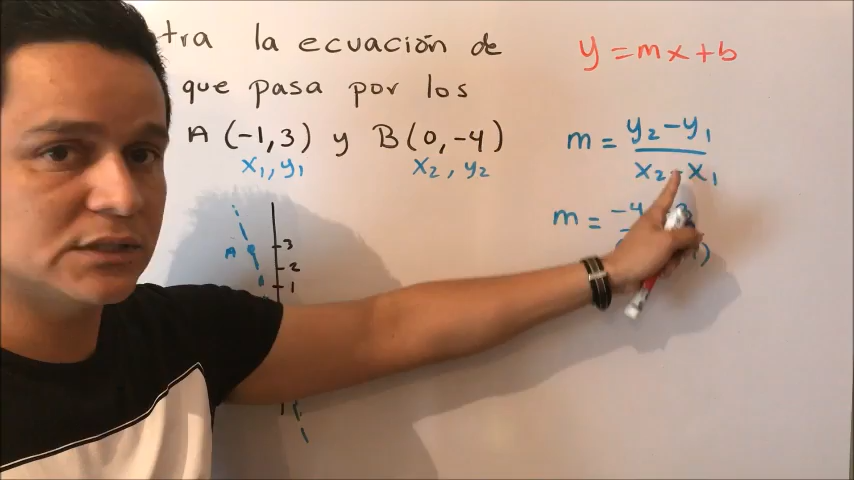 la ecuación de
que pasa por los
A (-1,3) y B(0,-4)
x₁,y₁ x₂,y₂
y=mx+b
m = y₂-y₁
x₂-x₁
m = -4
3
2
1
A